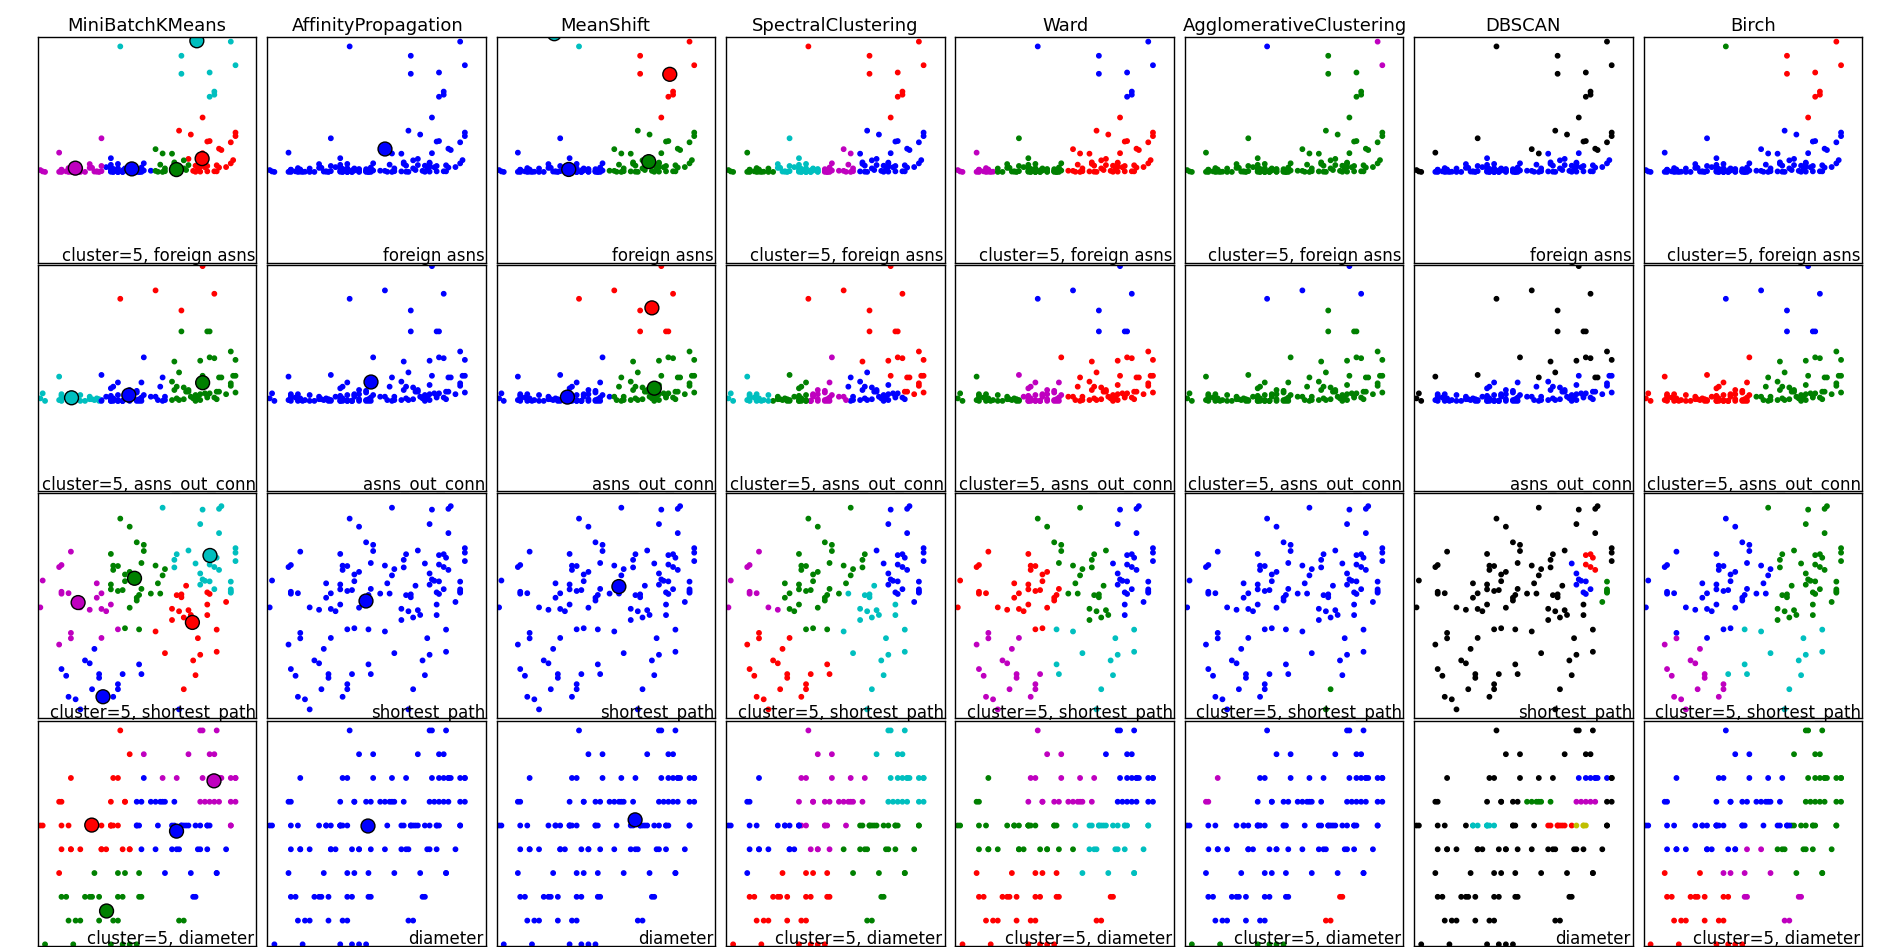 MiniBatchKMeans AffinityPropagation MeanShift SpectralClustering Ward AgglomerativeClustering DBSCAN Birch
cluster=5, foreign asns foreign asns foreign asns cluster=5, foreign asns cluster=5, foreign asns cluster=5, foreign asns foreign asns cluster=5, foreign asns
cluster=5, asns_out_conn asns_out_conn asns_out_conn cluster=5, asns_out_conn cluster=5, asns_out_conn cluster=5, asns_out_conn asns_out_conn cluster=5, asns_out_conn
cluster=5, shortest_path shortest_path shortest_path cluster=5, shortest_path cluster=5, shortest_path cluster=5, shortest_path shortest_path cluster=5, shortest_path
cluster=5, diameter diameter diameter cluster=5, diameter cluster=5, diameter cluster=5, diameter diameter cluster=5, diameter